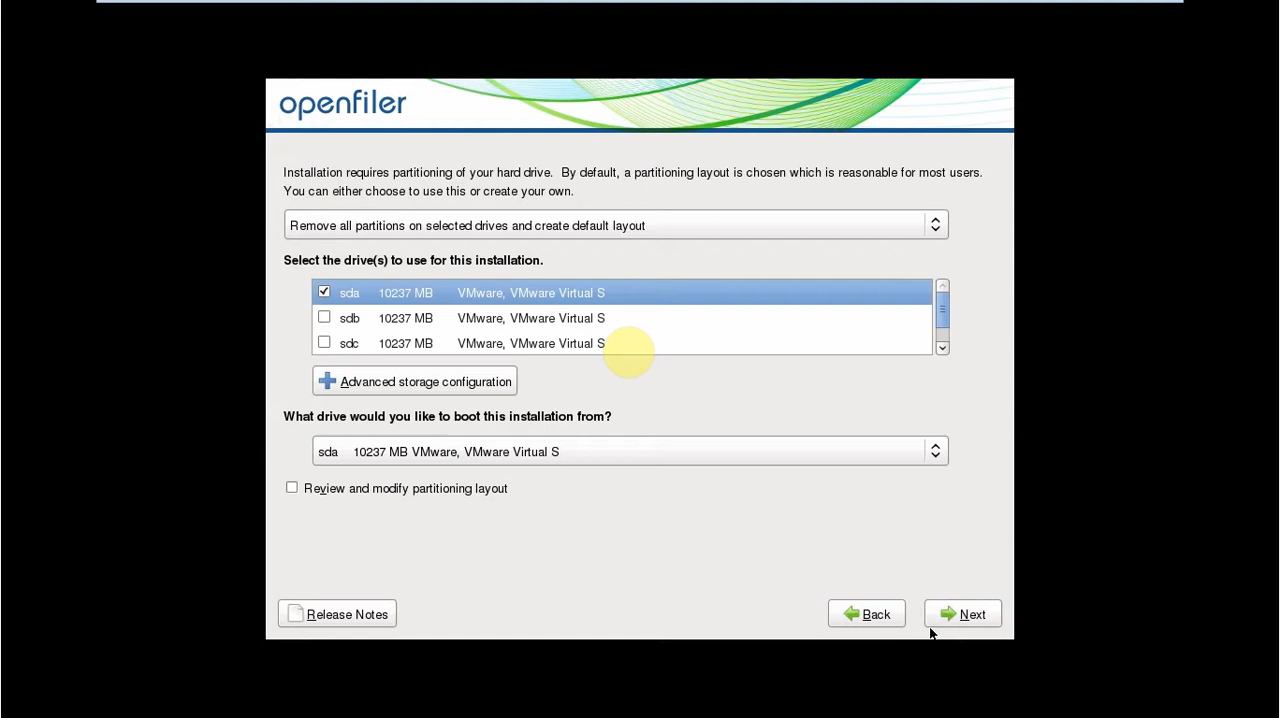 openfiler
Installation requires partitioning of your hard drive.  By default, a partitioning layout is chosen which is reasonable for most users.
You can either choose to use this or create your own.
Remove all partitions on selected drives and create default layout
Select the drive(s) to use for this installation.
sda 10237 MB VMware, VMware Virtual S
sdb 10237 MB VMware, VMware Virtual S
sdc 10237 MB VMware, VMware Virtual S
Advanced storage configuration
What drive would you like to boot this installation from?
sda 10237 MB VMware, VMware Virtual S
Review and modify partitioning layout
Release Notes
Back
Next